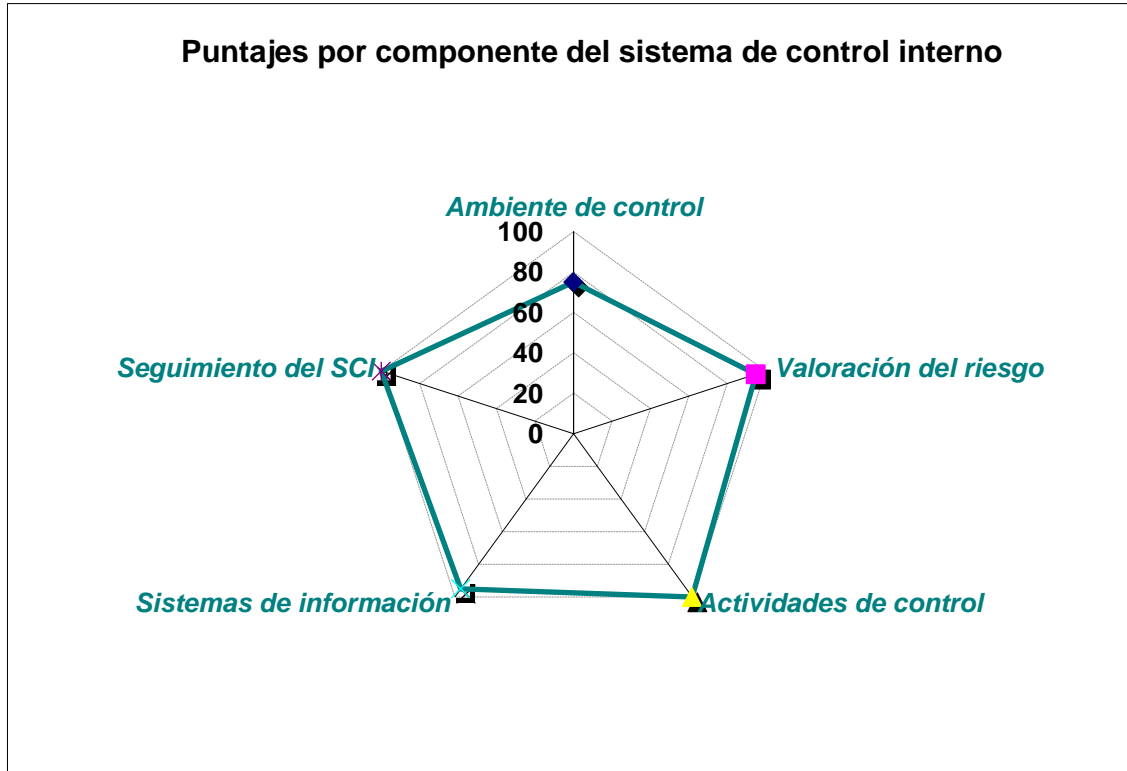 Puntajes por componente del sistema de control interno
Ambiente de control
100
80
60
40
20
0
Seguimiento del SCI
Valoración del riesgo
Sistemas de información
Actividades de control